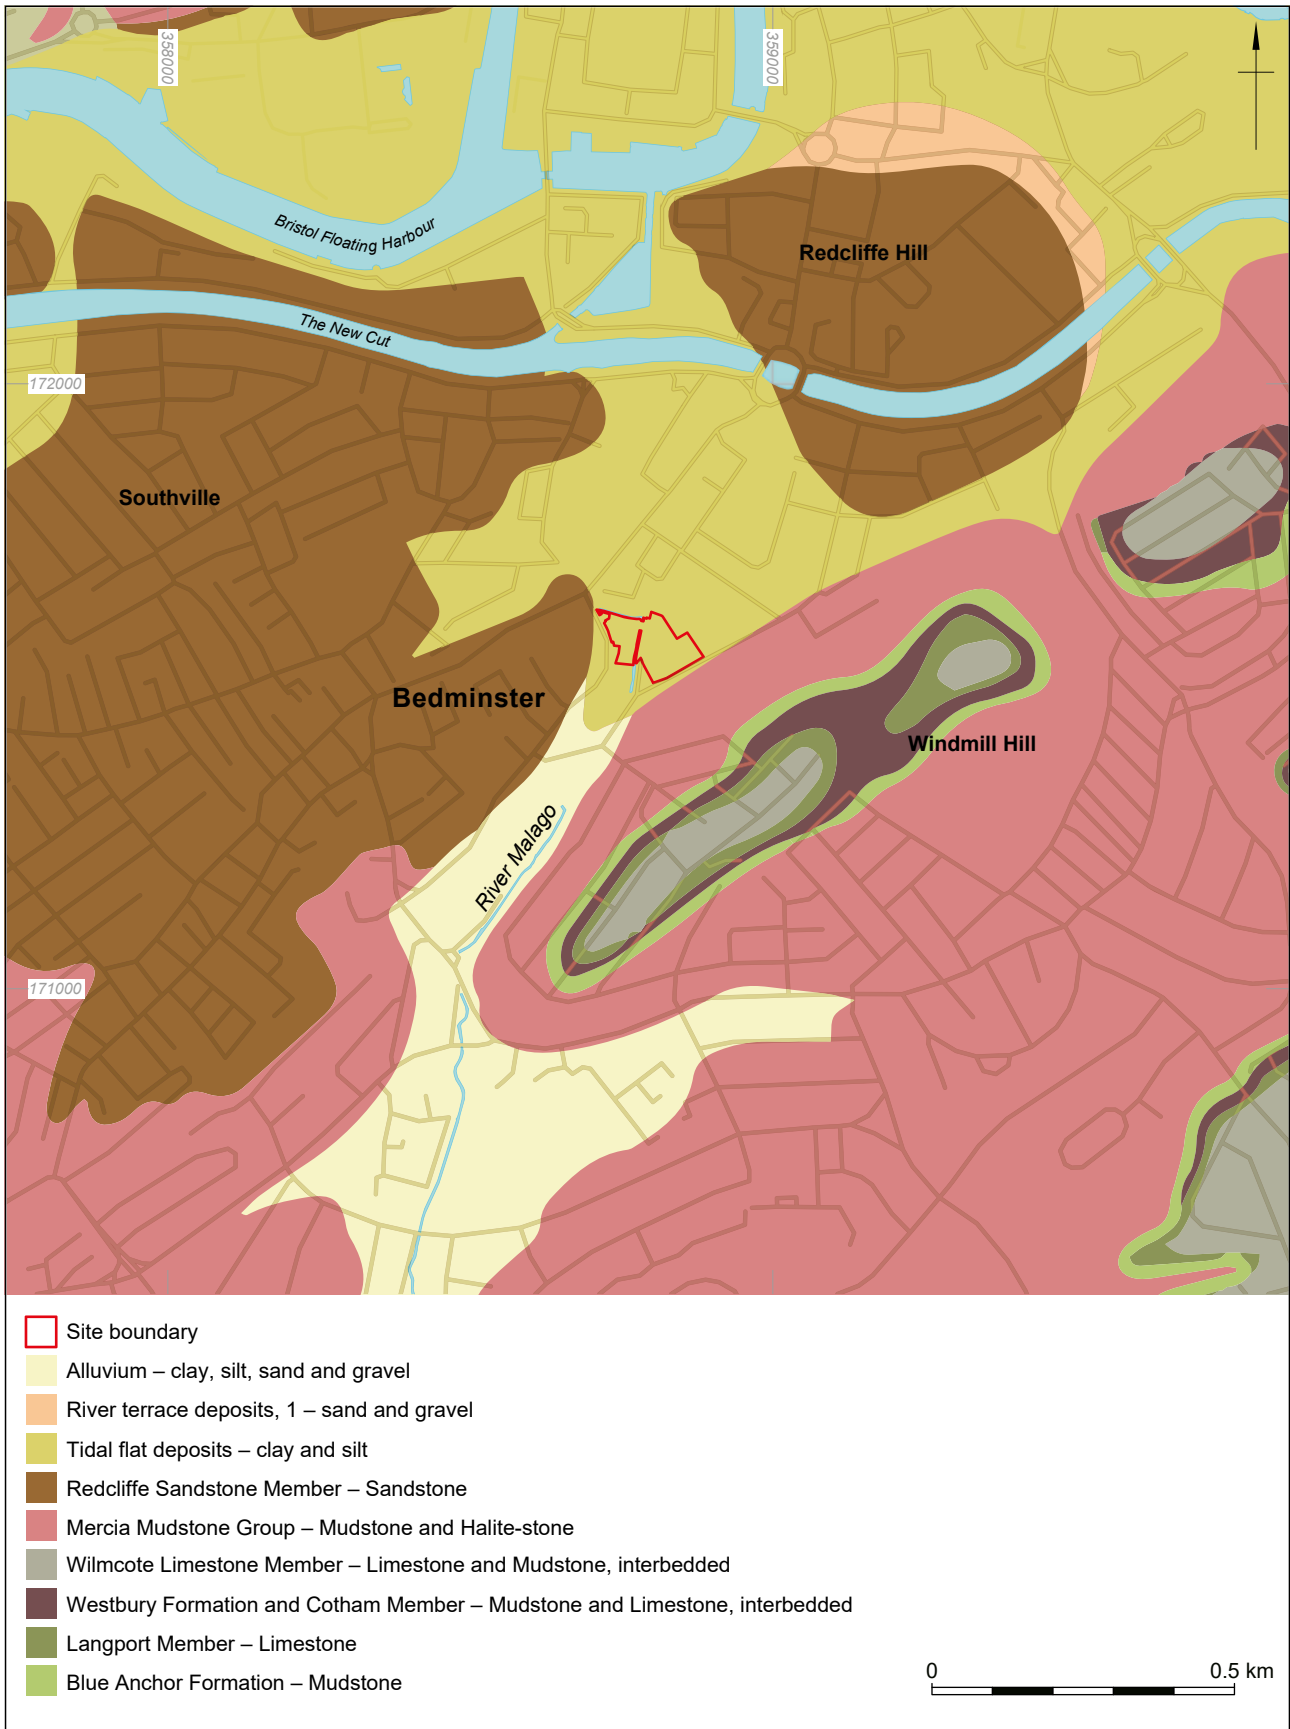 358000
359000
Bristol Floating Harbour
Redcliffe Hill
The New Cut
172000
Southville
Bedminster
Windmill Hill
River Malago
171000
Site boundary
Alluvium – clay, silt, sand and gravel
River terrace deposits, 1 – sand and gravel
Tidal flat deposits – clay and silt
Redcliffe Sandstone Member – Sandstone
Mercia Mudstone Group – Mudstone and Halite-stone
Wilmcote Limestone Member – Limestone and Mudstone, interbedded
Westbury Formation and Cotham Member – Mudstone and Limestone, interbedded
Langport Member – Limestone
Blue Anchor Formation – Mudstone
0 0.5 km